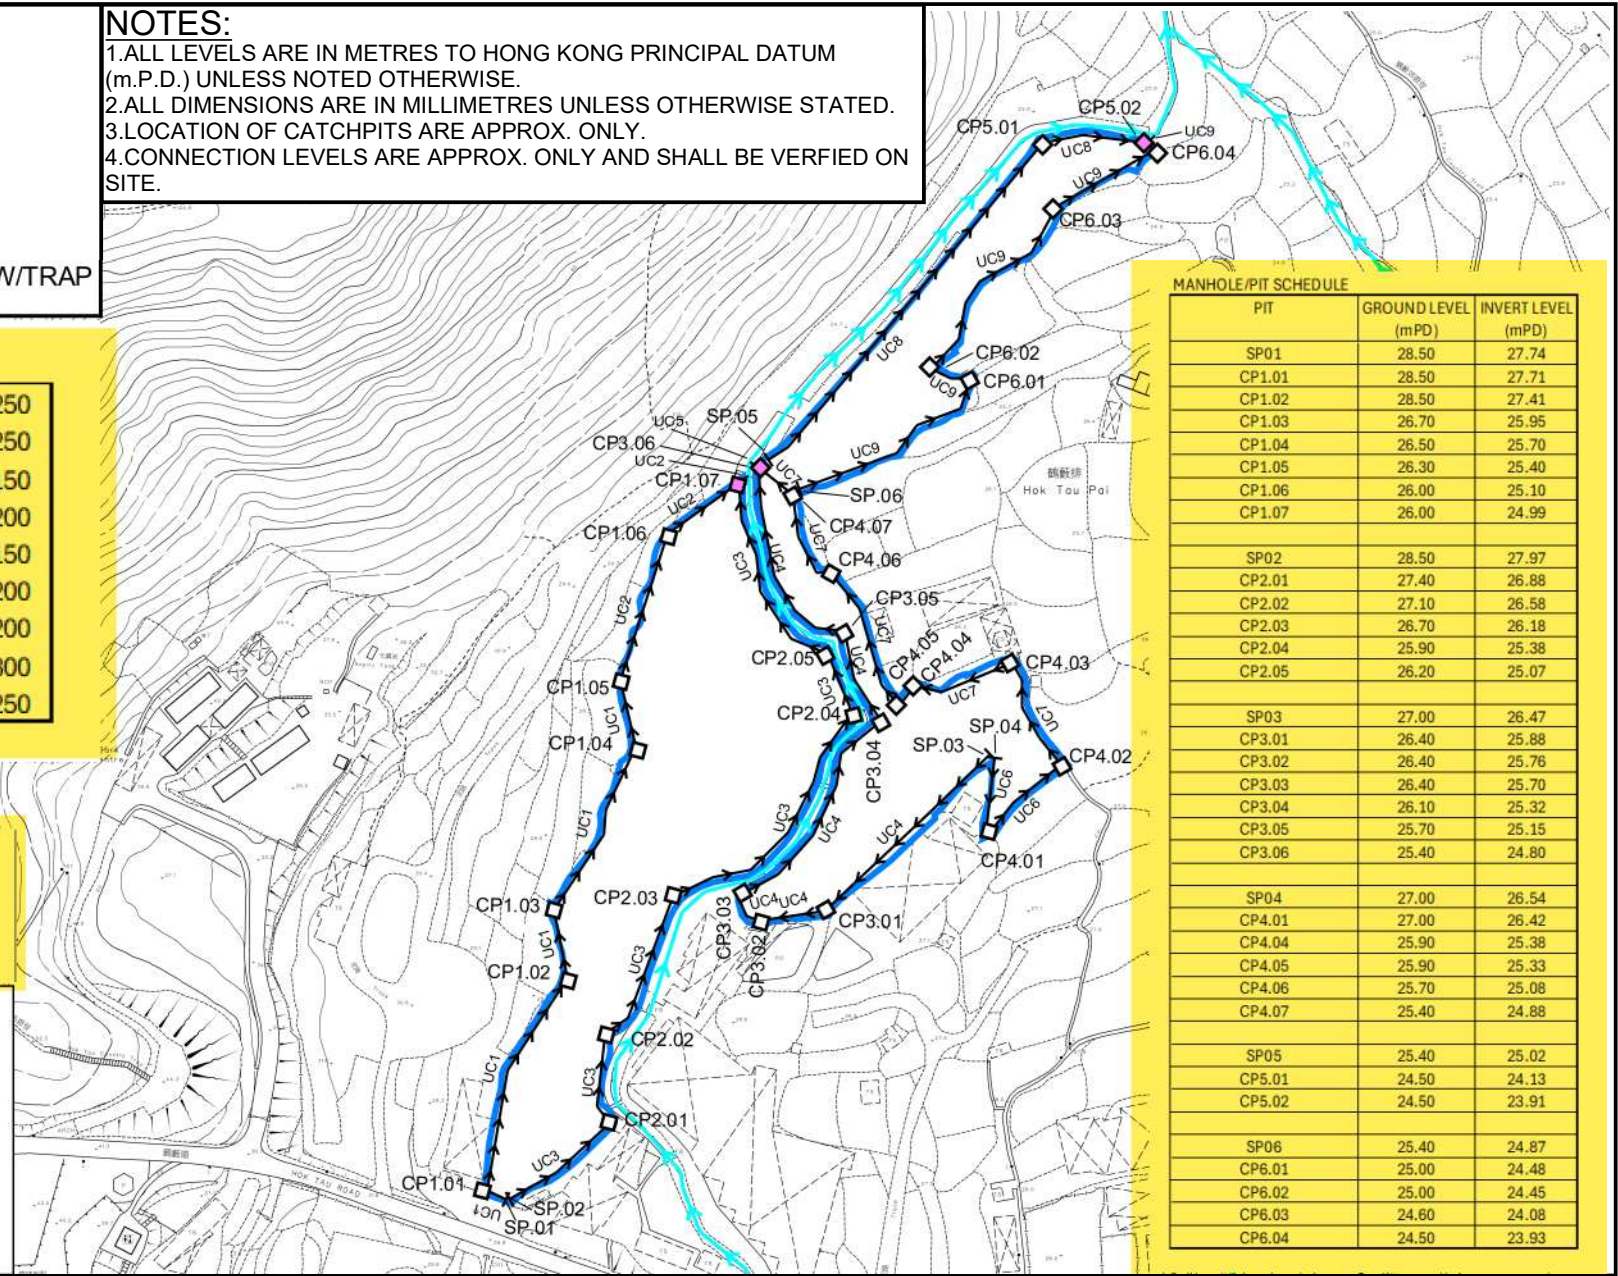 NOTES:
1.ALL LEVELS ARE IN METRES TO HONG KONG PRINCIPAL DATUM
(m.P.D.) UNLESS NOTED OTHERWISE.
2.ALL DIMENSIONS ARE IN MILLIMETRES UNLESS OTHERWISE STATED.
3.LOCATION OF CATCHPITS ARE APPROX. ONLY.
4.CONNECTION LEVELS ARE APPROX. ONLY AND SHALL BE VERFIED ON
SITE.
W/TRAP
250
250
150
200
150
200
200
300
250
CP5.02
CP5.01
UC9
UC8
CP6.04
UC9
CP6.03
UC9
UC8
CP6.02
CP6.01
UC9
SP.05
UC5
CP3.06
UC2
CP1.07
UC7
UC9
SP.06
UC2
CP4.07
CP1.06
UC7
UC3
UC4
CP4.06
CP3.05
UC2
UC7
CP4.05
CP4.04
CP4.03
CP2.05
UC4
UC3
UC7
UC7
CP1.05
UC1
CP2.04
CP1.04
SP.04
SP.03
CP3.04
CP4.02
UC6
UC6
UC1
UC3
UC4
UC4
CP4.01
CP1.03
CP2.03
UC4
UC4
CP3.01
CP3.03
CP3.02
UC1
CP1.02
UC3
CP2.02
UC1
UC3
CP2.01
UC3
CP1.01
UC1
SP.02
SP.01
鶴藪排
Hok Tau Pai
鶴藪道
HOK TAU ROAD
MANHOLE/PIT SCHEDULE
PIT GROUND LEVEL (mPD) INVERT LEVEL (mPD)
SP01 28.50 27.74
CP1.01 28.50 27.71
CP1.02 28.50 27.41
CP1.03 26.70 25.95
CP1.04 26.50 25.70
CP1.05 26.30 25.40
CP1.06 26.00 25.10
CP1.07 26.00 24.99
SP02 28.50 27.97
CP2.01 27.40 26.88
CP2.02 27.10 26.58
CP2.03 26.70 26.18
CP2.04 25.90 25.38
CP2.05 26.20 25.07
SP03 27.00 26.47
CP3.01 26.40 25.88
CP3.02 26.40 25.76
CP3.03 26.40 25.70
CP3.04 26.10 25.32
CP3.05 25.70 25.15
CP3.06 25.40 24.80
SP04 27.00 26.54
CP4.01 27.00 26.42
CP4.04 25.90 25.38
CP4.05 25.90 25.33
CP4.06 25.70 25.08
CP4.07 25.40 24.88
SP05 25.40 25.02
CP5.01 24.50 24.13
CP5.02 24.50 23.91
SP06 25.40 24.87
CP6.01 25.00 24.48
CP6.02 25.00 24.45
CP6.03 24.60 24.08
CP6.04 24.50 23.93